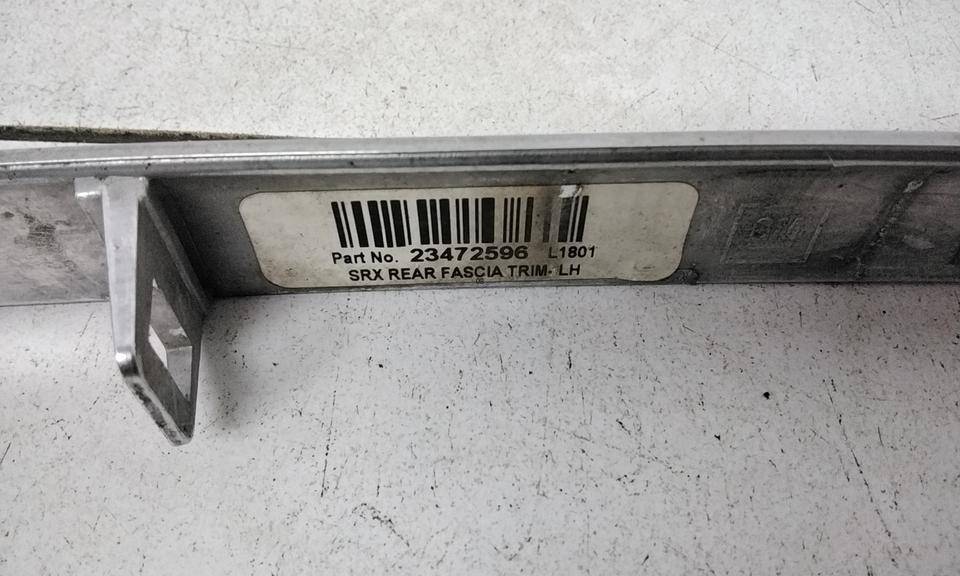 Part No. 23472596 L1801
SRX REAR FASCIA TRIM- LH